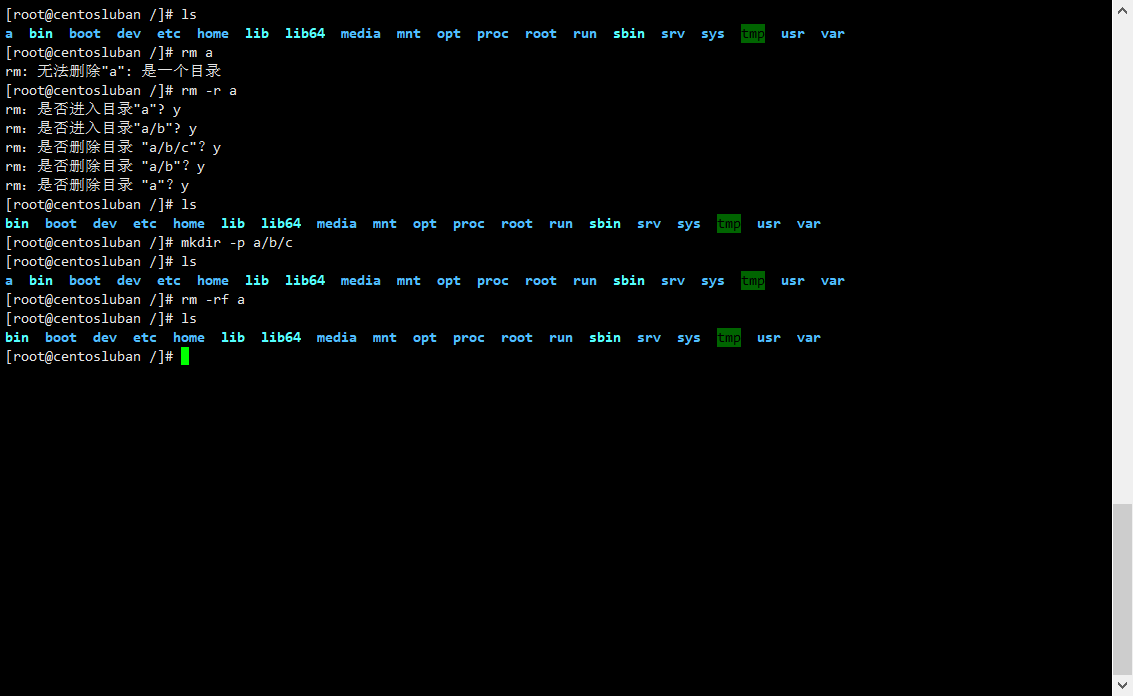 [root@centosluban /]# ls
a  bin  boot  dev  etc  home  lib  lib64  media  mnt  opt  proc  root  run  sbin  srv  sys  tmp  usr  var
[root@centosluban /]# rm a
rm: 无法删除"a": 是一个目录
[root@centosluban /]# rm -r a
rm：是否进入目录"a"? y
rm：是否进入目录"a/b"? y
rm：是否删除目录 "a/b/c"？y
rm：是否删除目录 "a/b"？y
rm：是否删除目录 "a"？y
[root@centosluban /]# ls
bin  boot  dev  etc  home  lib  lib64  media  mnt  opt  proc  root  run  sbin  srv  sys  tmp  usr  var
[root@centosluban /]# mkdir -p a/b/c
[root@centosluban /]# ls
a  bin  boot  dev  etc  home  lib  lib64  media  mnt  opt  proc  root  run  sbin  srv  sys  tmp  usr  var
[root@centosluban /]# rm -rf a
[root@centosluban /]# ls
bin  boot  dev  etc  home  lib  lib64  media  mnt  opt  proc  root  run  sbin  srv  sys  tmp  usr  var
[root@centosluban /]#